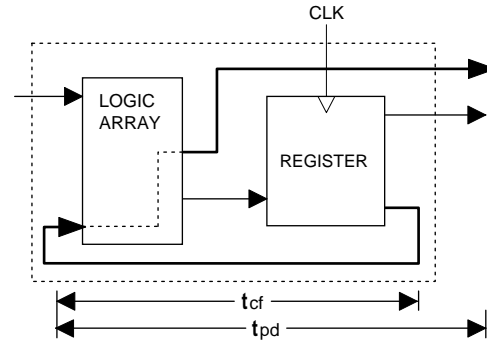 CLK
LOGIC
ARRAY
REGISTER
tcf
tpd